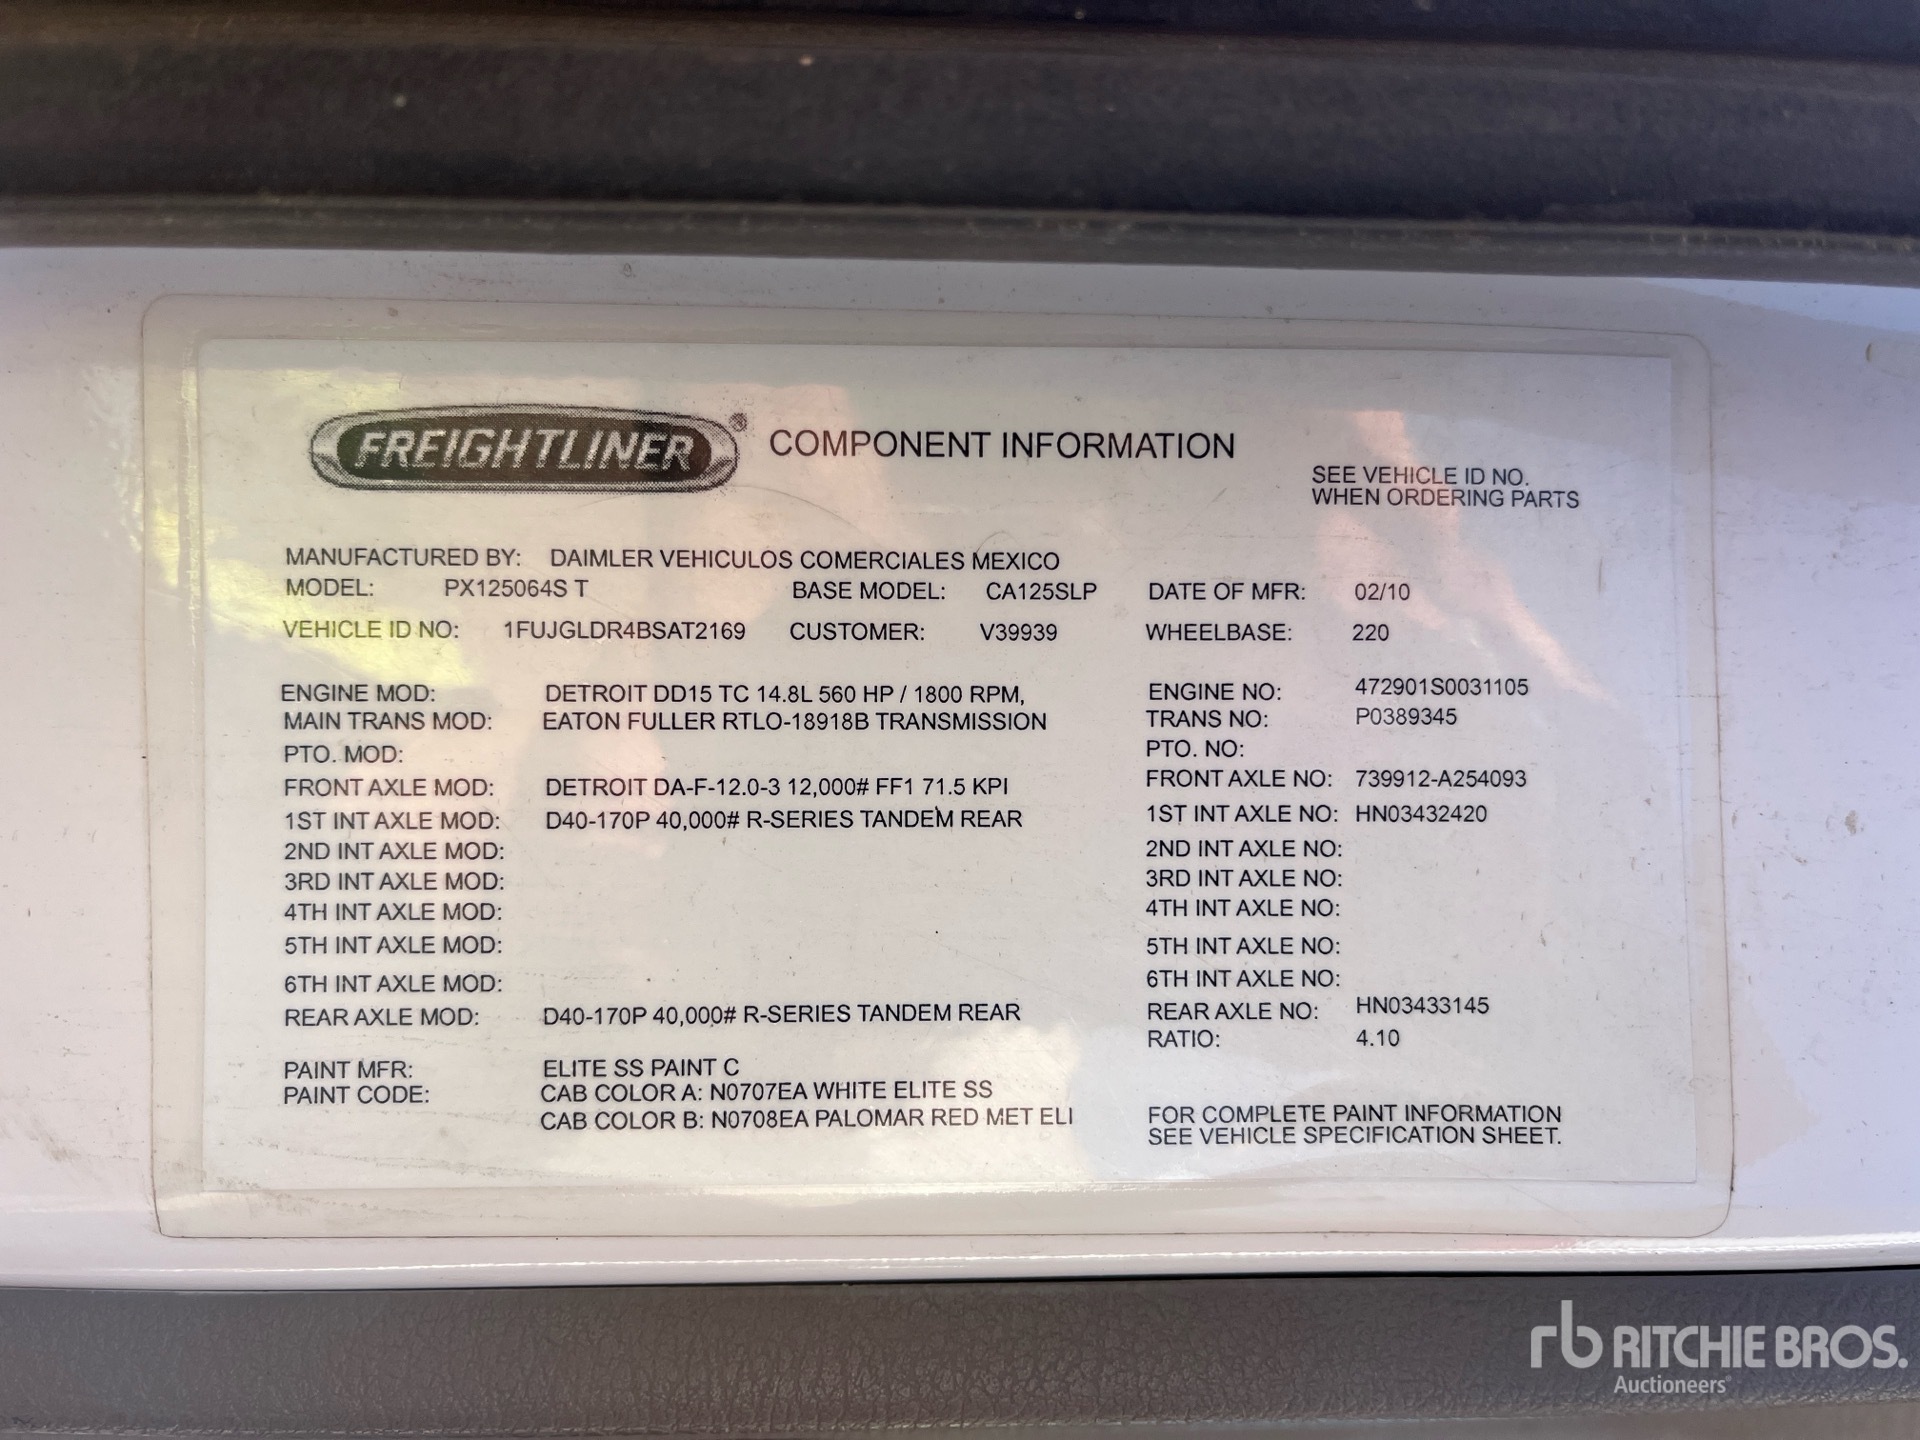 FREIGHTLINER® COMPONENT INFORMATION
SEE VEHICLE ID NO.
WHEN ORDERING PARTS
MANUFACTURED BY: DAIMLER VEHICULOS COMERCIALES MEXICO
MODEL: PX125064S T BASE MODEL: CA125SLP DATE OF MFR: 02/10
VEHICLE ID NO: 1FUJGLDR4BSAT2169 CUSTOMER: V39939 WHEELBASE: 220
ENGINE MOD: DETROIT DD15 TC 14.8L 560 HP / 1800 RPM, ENGINE NO: 472901S0031105
MAIN TRANS MOD: EATON FULLER RTLO-18918B TRANSMISSION TRANS NO: P0389345
PTO. MOD: PTO. NO:
FRONT AXLE MOD: DETROIT DA-F-12.0-3 12,000# FF1 71.5 KPI FRONT AXLE NO: 739912-A254093
1ST INT AXLE MOD: D40-170P 40,000# R-SERIES TANDEM REAR 1ST INT AXLE NO: HN03432420
2ND INT AXLE MOD: 2ND INT AXLE NO:
3RD INT AXLE MOD: 3RD INT AXLE NO:
4TH INT AXLE MOD: 4TH INT AXLE NO:
5TH INT AXLE MOD: 5TH INT AXLE NO:
6TH INT AXLE MOD: 6TH INT AXLE NO:
REAR AXLE MOD: D40-170P 40,000# R-SERIES TANDEM REAR REAR AXLE NO: HN03433145
RATIO: 4.10
PAINT MFR: ELITE SS PAINT C
PAINT CODE: CAB COLOR A: N0707EA WHITE ELITE SS
CAB COLOR B: N0708EA PALOMAR RED MET ELI
FOR COMPLETE PAINT INFORMATION
SEE VEHICLE SPECIFICATION SHEET.
rb RITCHIE BROS.
Auctioneers